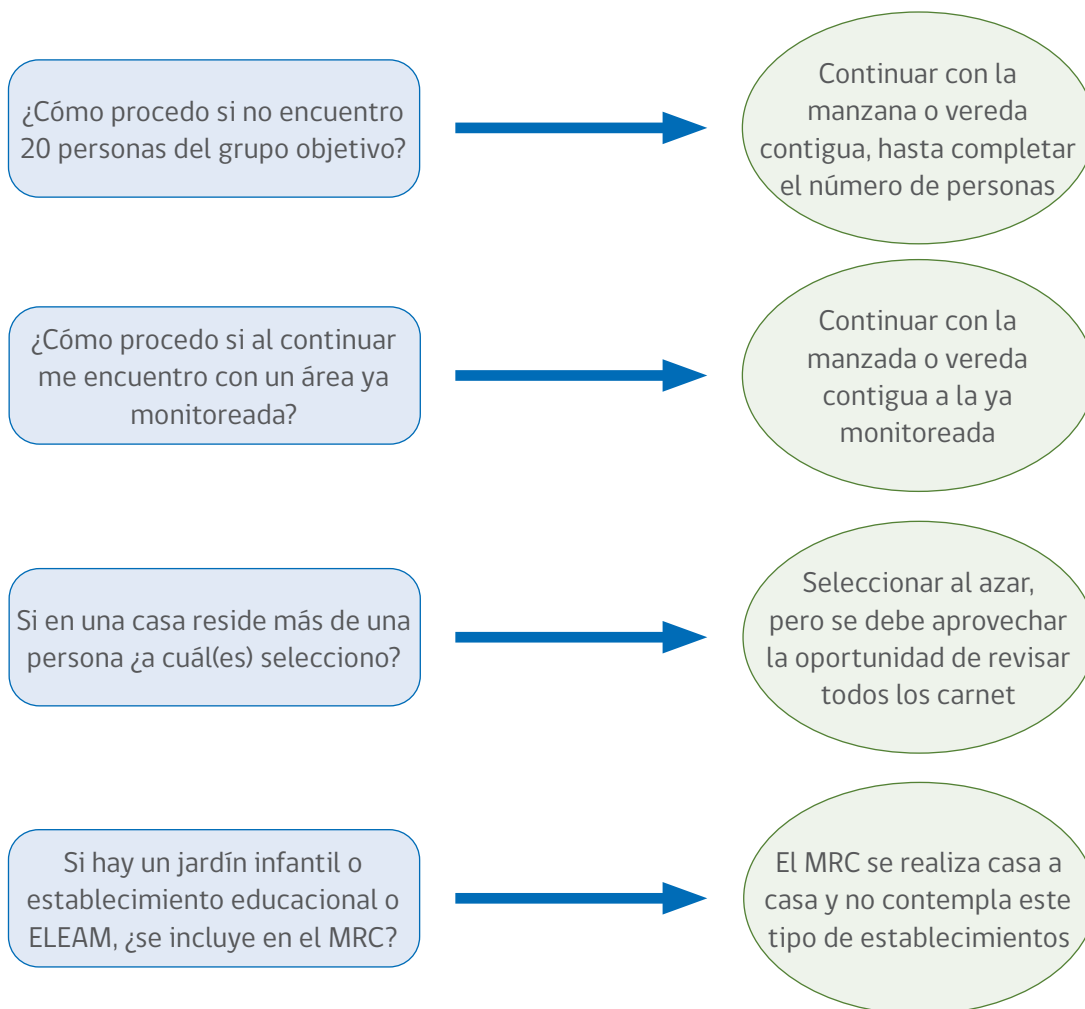 ¿Cómo procedo si no encuentro
20 personas del grupo objetivo?
Continuar con la
manzana o vereda
contigua, hasta completar
el número de personas
¿Cómo procedo si al continuar
me encuentro con un área ya
monitoreada?
Continuar con la
manzada o vereda
contigua a la ya
monitoreada
Si en una casa reside más de una
persona ¿a cuál(es) selecciono?
Seleccionar al azar,
pero se debe aprovechar
la oportunidad de revisar
todos los carnet
Si hay un jardín infantil o
establecimiento educacional o
ELEAM, ¿se incluye en el MRC?
El MRC se realiza casa a
casa y no contempla este
tipo de establecimientos